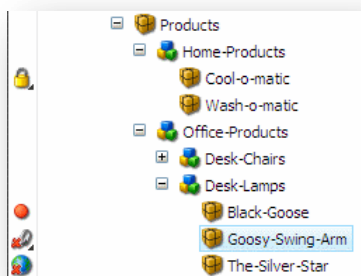 Products
Home-Products
Cool-o-matic
Wash-o-matic
Office-Products
Desk-Chairs
Desk-Lamps
Black-Goose
Goosy-Swing-Arm
The-Silver-Star